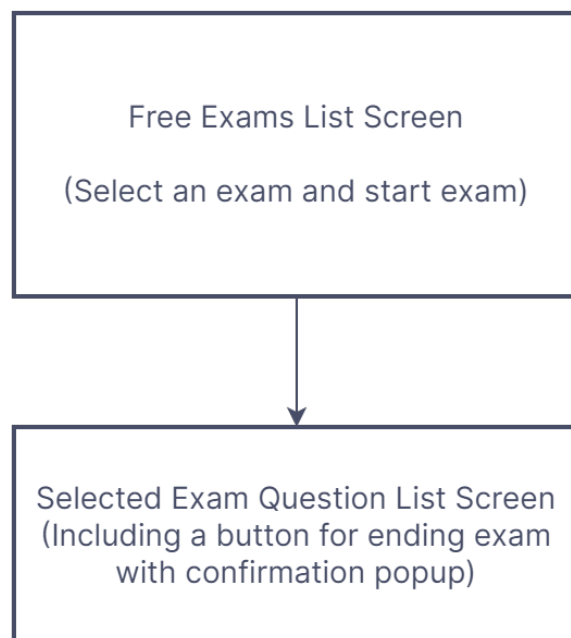 Free Exams List Screen
(Select an exam and start exam)
Selected Exam Question List Screen
(Including a button for ending exam
with confirmation popup)